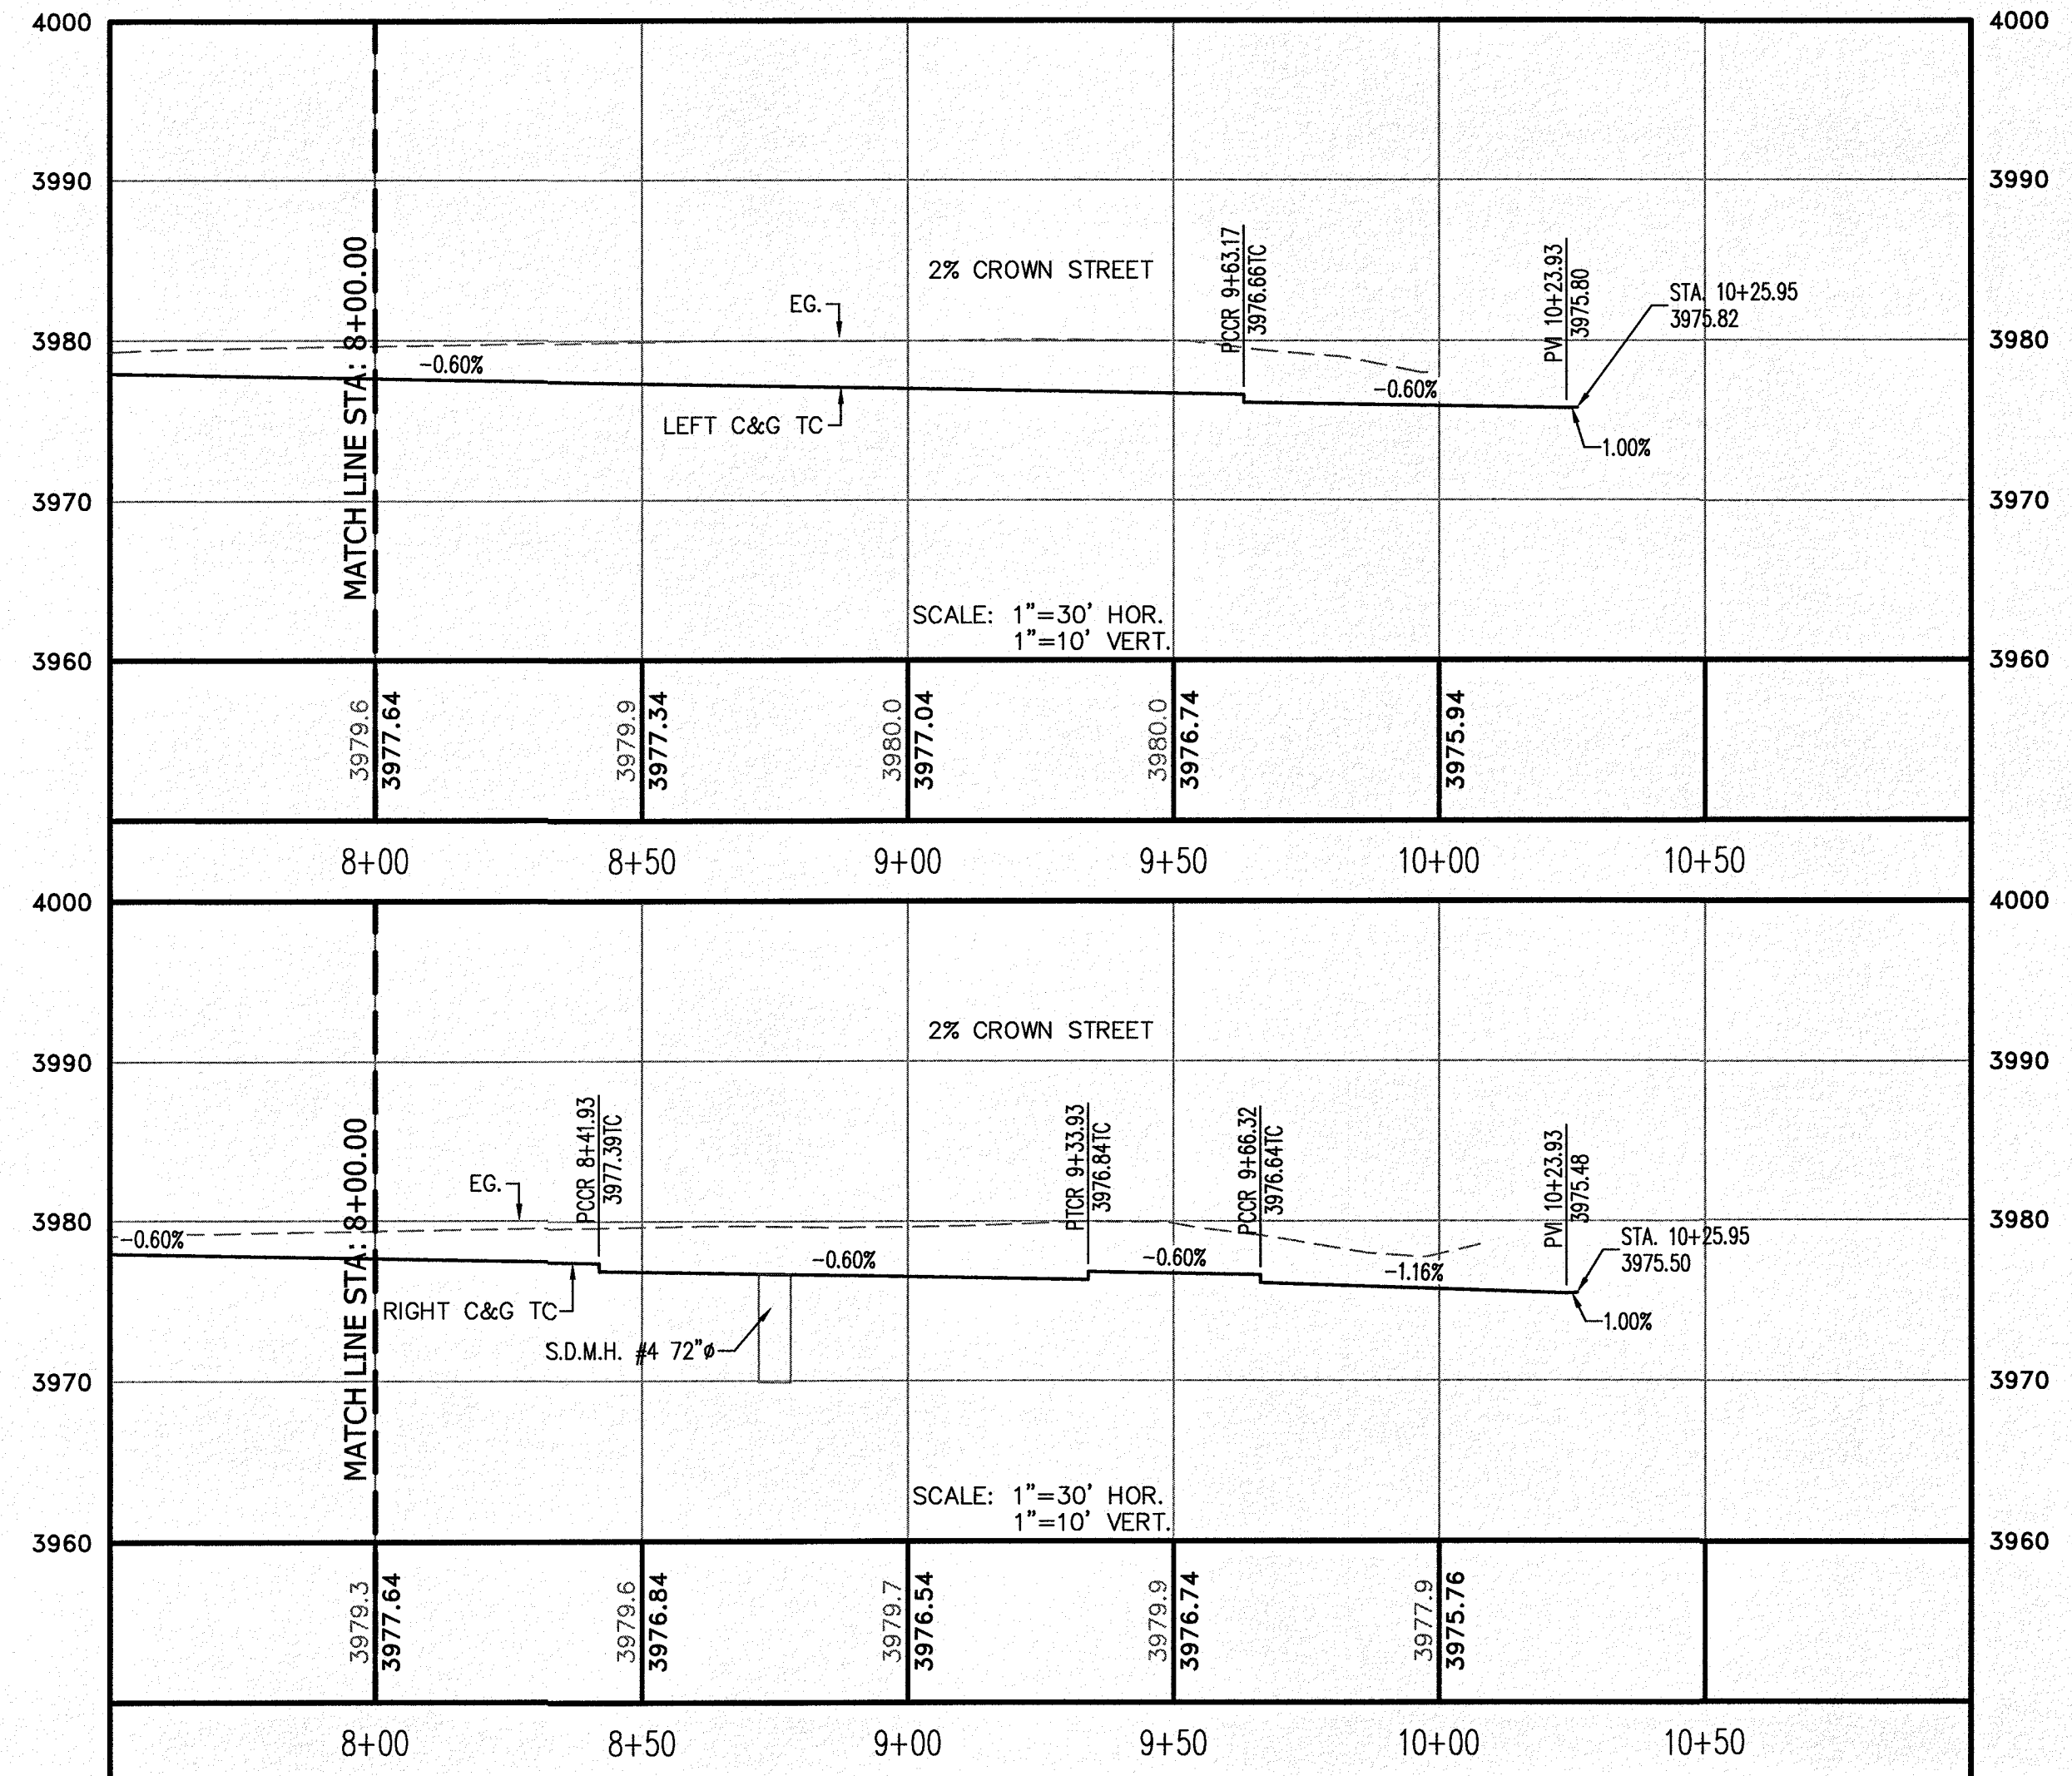 4000
4000
3990
3990
2% CROWN STREET
PCCR 9+63.17
3976.66TC
PVI 10+23.93
3975.80
STA. 10+25.95
3975.82
EG.
MATCH LINE STA: 8+00.00
3980
3980
-0.60%
-0.60%
LEFT C&G TC
1.00%
3970
3970
SCALE: 1"=30' HOR.
1"=10' VERT.
3960
3960
3979.6
3977.64
3979.9
3977.34
3980.0
3977.04
3980.0
3976.74
3975.94
8+00
8+50
9+00
9+50
10+00
10+50
4000
4000
2% CROWN STREET
3990
3990
PCCR 8+41.93
3977.39TC
PTCR 9+33.93
3976.84TC
PCCR 9+66.32
3976.64TC
PVI 10+23.93
3975.48
EG.
MATCH LINE STA: 8+00.00
3980
3980
STA. 10+25.95
3975.50
-0.60%
-0.60%
-0.60%
-1.16%
RIGHT C&G TC
1.00%
S.D.M.H. #4 72"ø
3970
3970
SCALE: 1"=30' HOR.
1"=10' VERT.
3960
3960
3979.3
3977.64
3979.6
3976.84
3979.7
3976.54
3979.9
3976.74
3977.9
3975.76
8+00
8+50
9+00
9+50
10+00
10+50